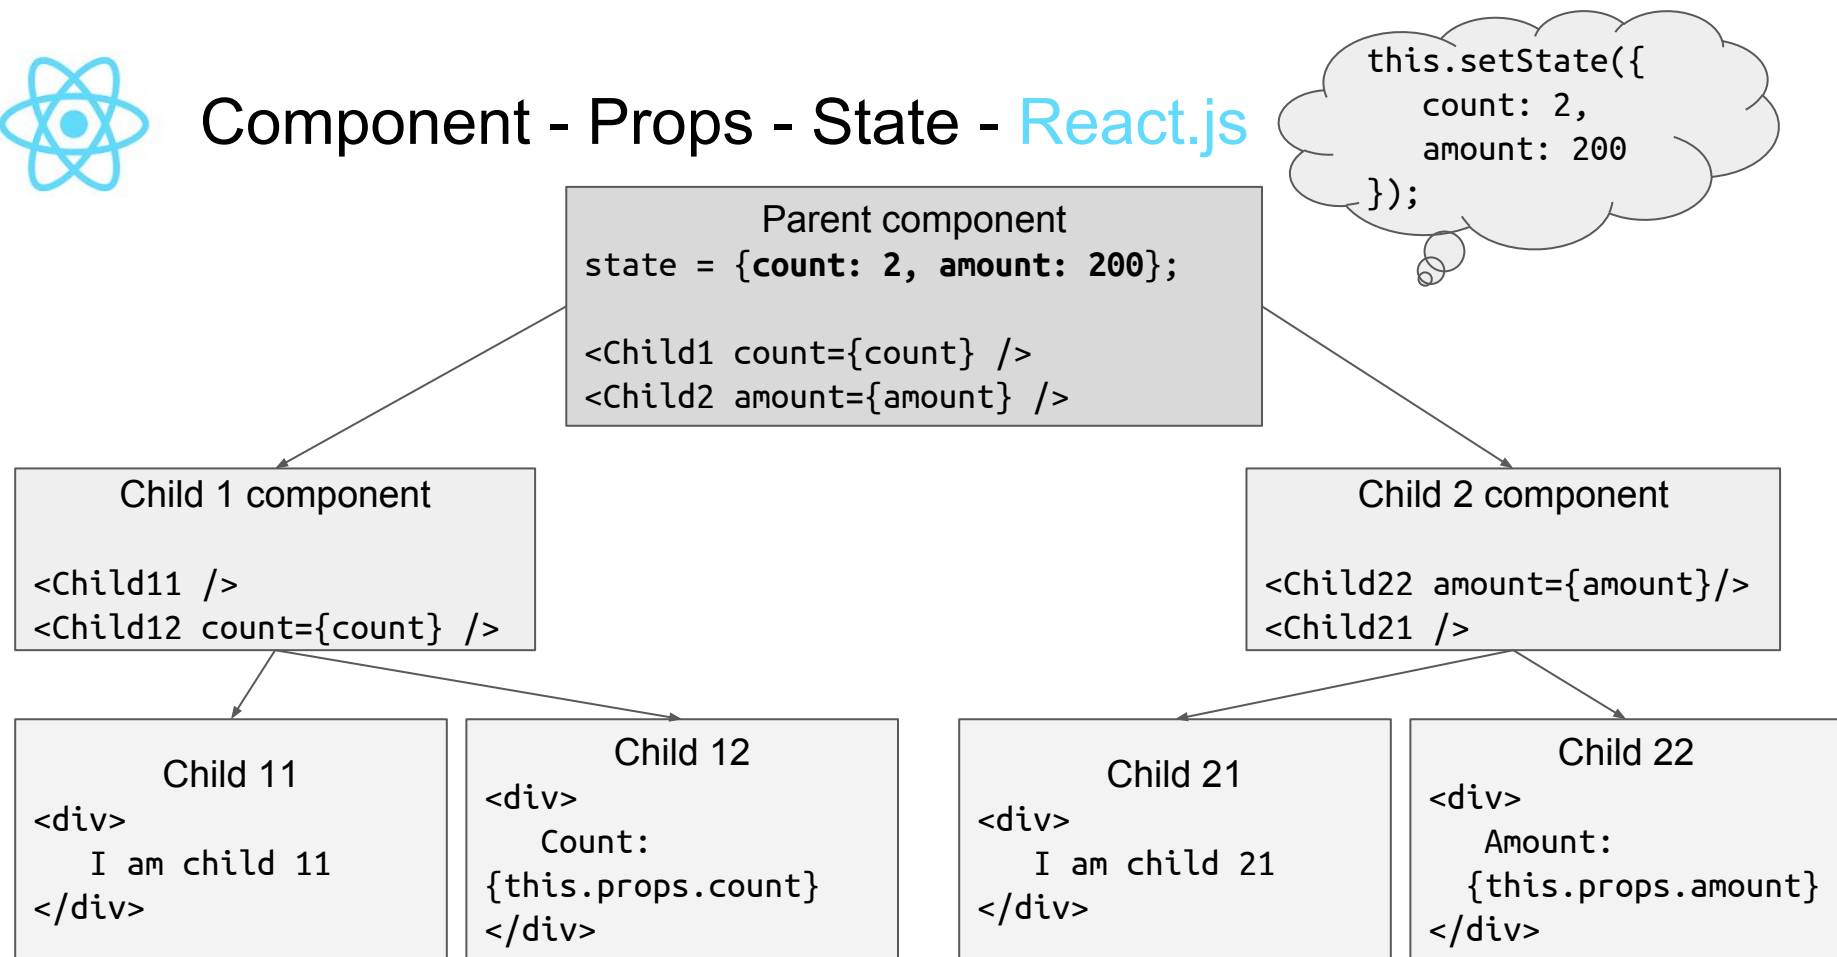 Component - Props - State - React.js
this.setState({
count: 2,
amount: 200
});
Parent component
state = {count: 2, amount: 200};
<Child1 count={count} />
<Child2 amount={amount} />
Child 1 component
<Child11 />
<Child12 count={count} />
Child 2 component
<Child22 amount={amount}/>
<Child21 />
Child 11
<div>
I am child 11
</div>
Child 12
<div>
Count:
{this.props.count}
</div>
Child 21
<div>
I am child 21
</div>
Child 22
<div>
Amount:
{this.props.amount}
</div>